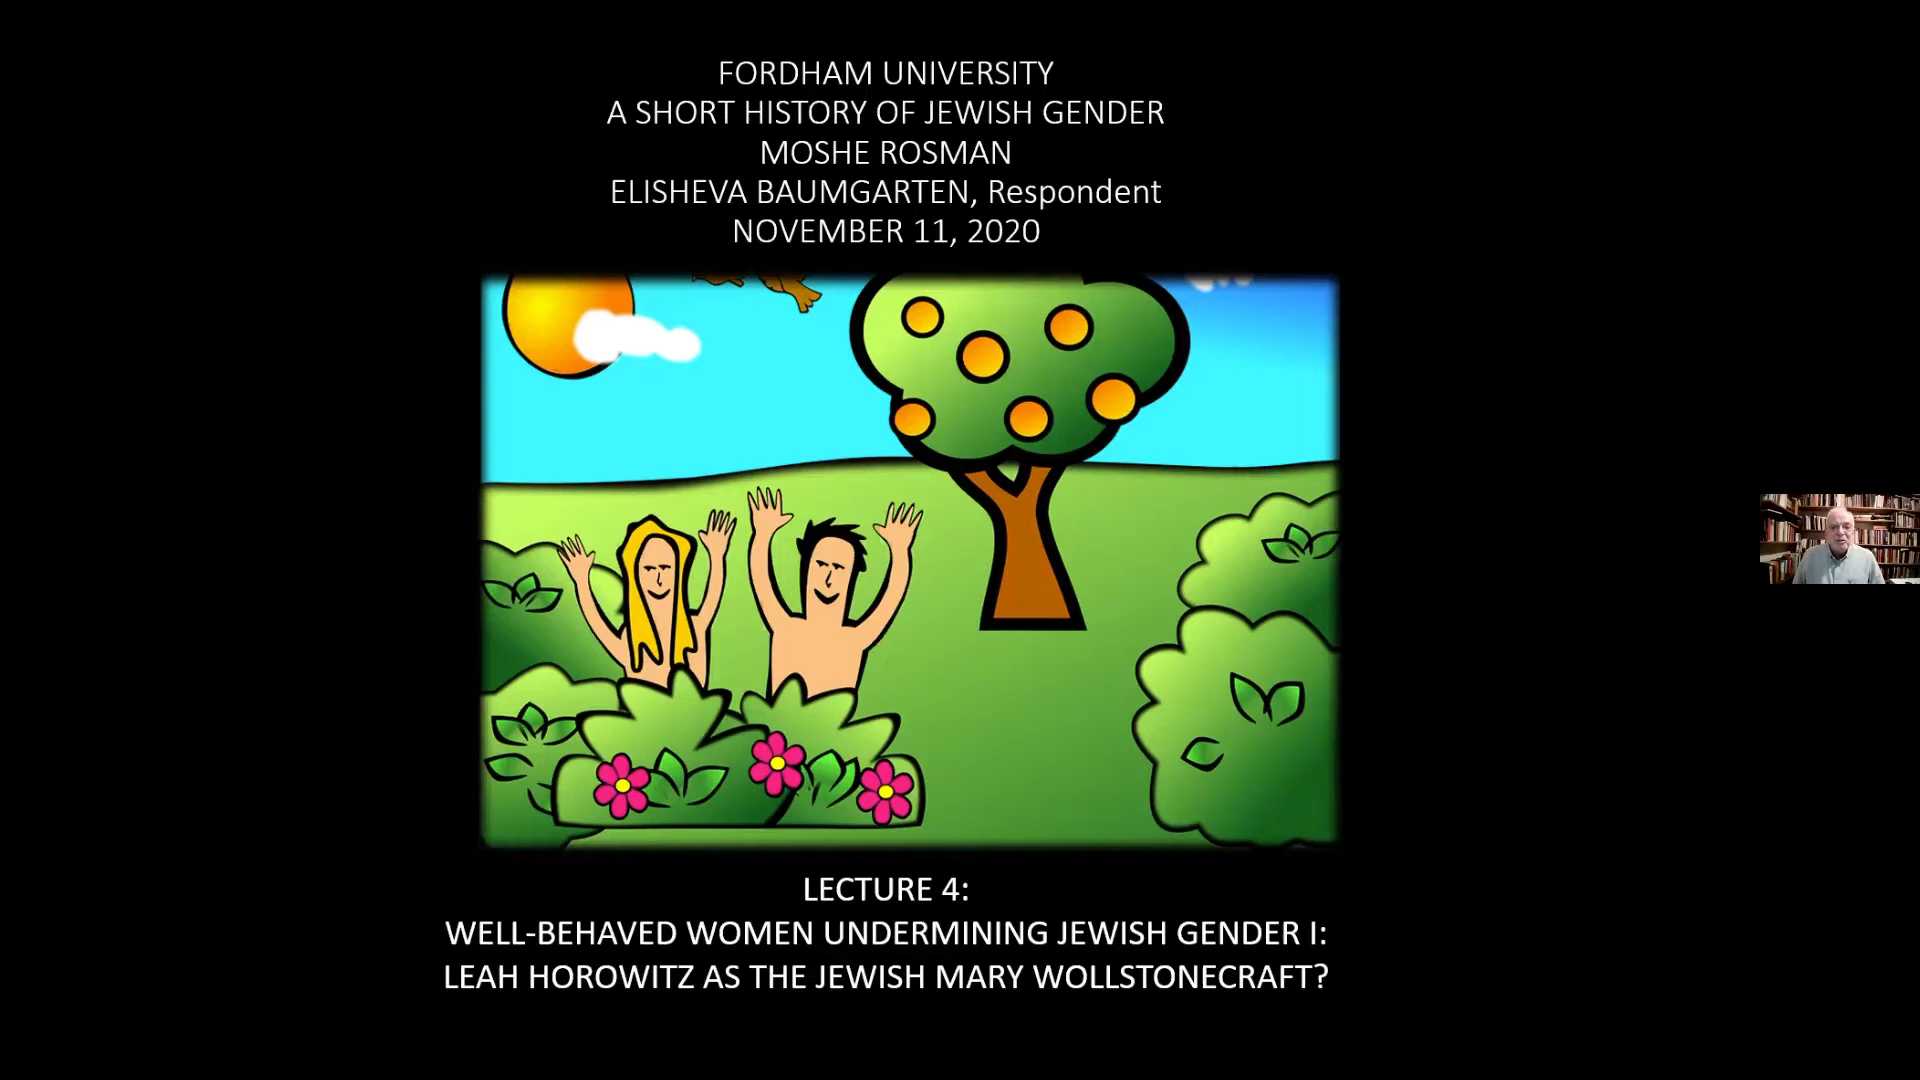 FORDHAM UNIVERSITY
A SHORT HISTORY OF JEWISH GENDER
MOSHE ROSMAN
ELISHEVA BAUMGARTEN, Respondent
NOVEMBER 11, 2020
LECTURE 4:
WELL-BEHAVED WOMEN UNDERMINING JEWISH GENDER I:
LEAH HOROWITZ AS THE JEWISH MARY WOLLSTONECRAFT?